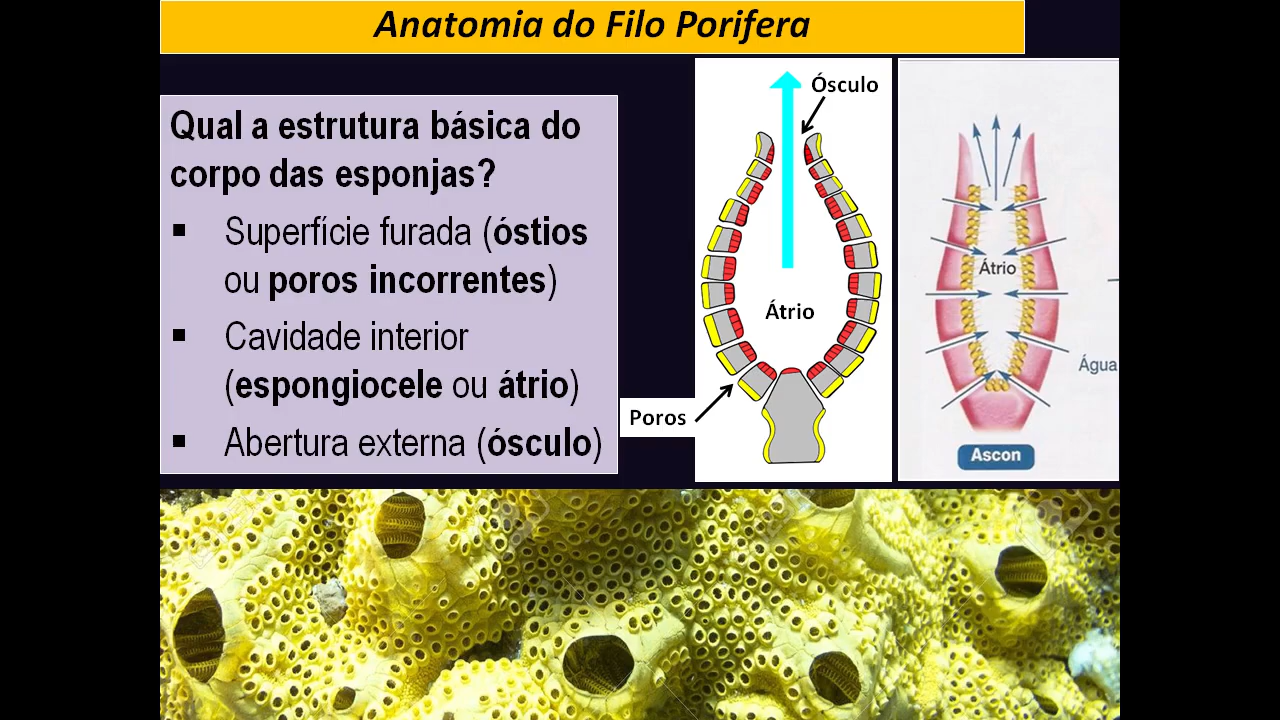 Anatomia do Filo Porifera
Qual a estrutura básica do
corpo das esponjas?
▪ Superfície furada (óstios
ou poros incorrentes)
▪ Cavidade interior
(espongiocele ou átrio)
▪ Abertura externa (ósculo)
Ósculo
Átrio
Poros
Átrio
Água
Ascon